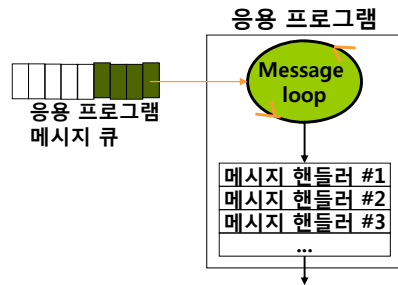 응용 프로그램
Message
loop
응용 프로그램
메시지 큐
메시지 핸들러 #1
메시지 핸들러 #2
메시지 핸들러 #3
...